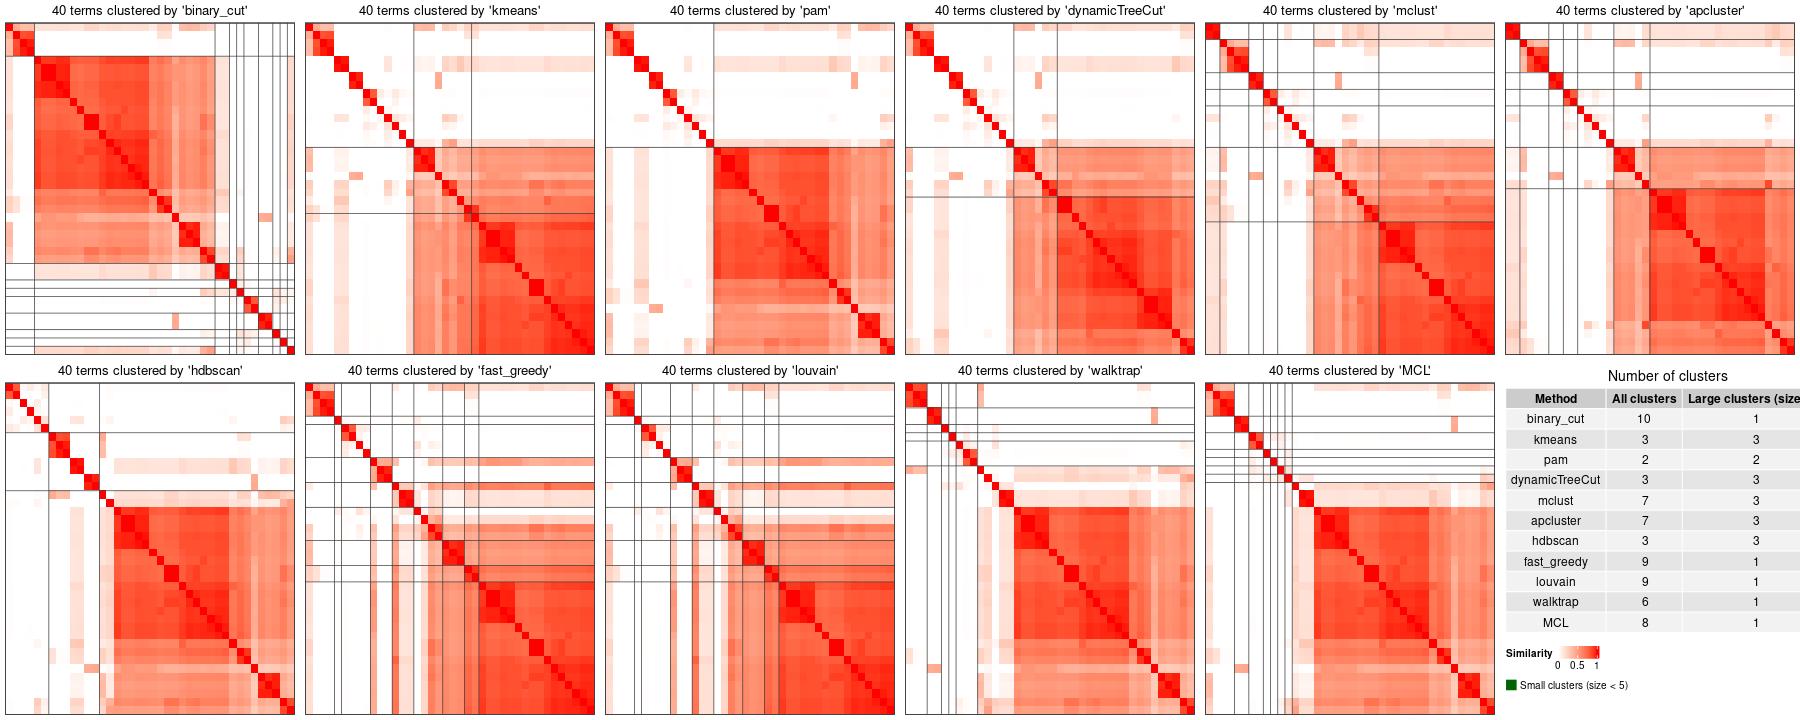 40 terms clustered by 'binary_cut'
40 terms clustered by 'kmeans'
40 terms clustered by 'pam'
40 terms clustered by 'dynamicTreeCut'
40 terms clustered by 'mclust'
40 terms clustered by 'apcluster'
40 terms clustered by 'hdbscan'
40 terms clustered by 'fast_greedy'
40 terms clustered by 'louvain'
40 terms clustered by 'walktrap'
40 terms clustered by 'MCL'
Number of clusters
Method All clusters Large clusters (size
binary_cut 10 1
kmeans 3 3
pam 2 2
dynamicTreeCut 3 3
mclust 7 3
apcluster 7 3
hdbscan 3 3
fast_greedy 9 1
louvain 9 1
walktrap 6 1
MCL 8 1
Similarity
0 0.5 1
Small clusters (size < 5)